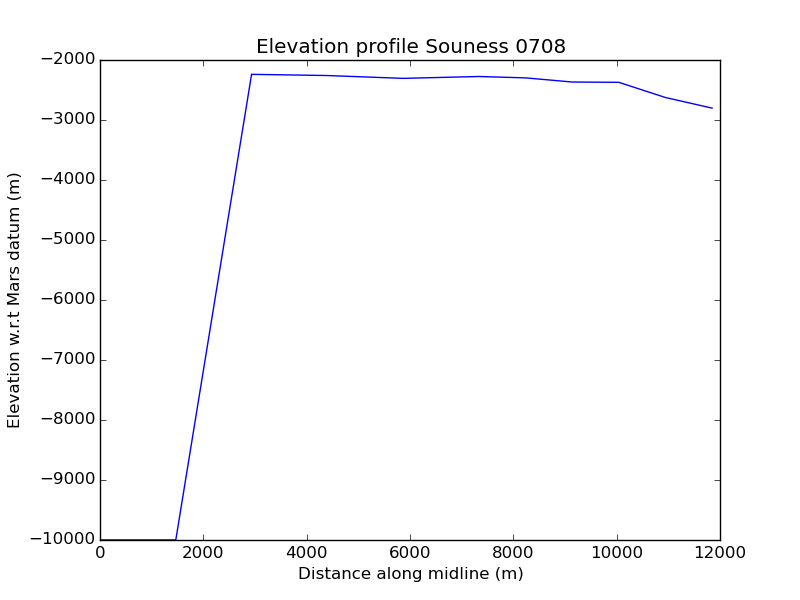 Elevation profile Souness 0708
−2000
−3000
−4000
−5000
−6000
−7000
−8000
−9000
−10000
Elevation w.r.t Mars datum (m)
0 2000 4000 6000 8000 10000 12000
Distance along midline (m)